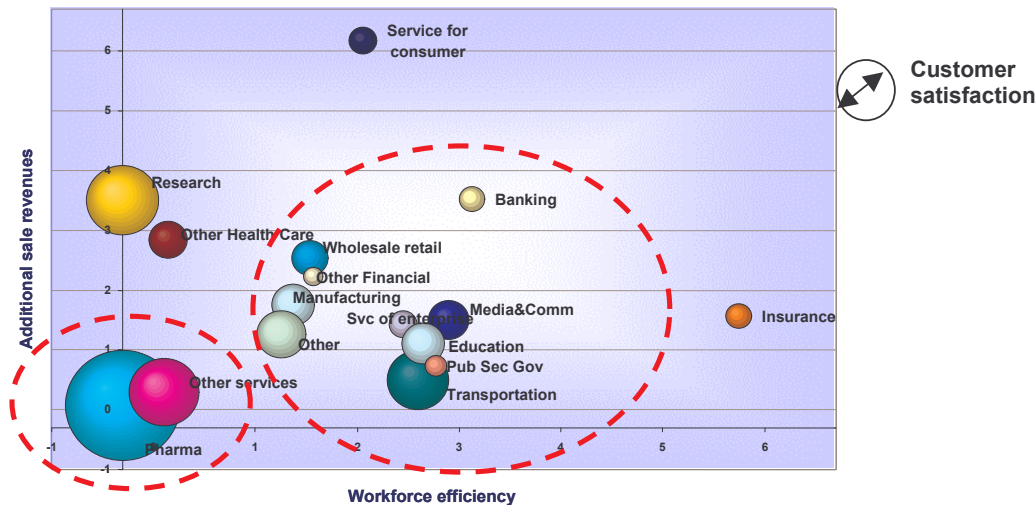 Service for
consumer
6
Customer
satisfaction
5
4
Additional sale revenues
Research
Banking
3
Other Health Care
Wholesale retail
Other Financial
2
Manufacturing
Svc of enterprise
Media&Comm
Insurance
Other
Education
1
Pub Sec Gov
Other services
Transportation
0
Pharma
-1
1
2
3
4
5
6
-1
Workforce efficiency